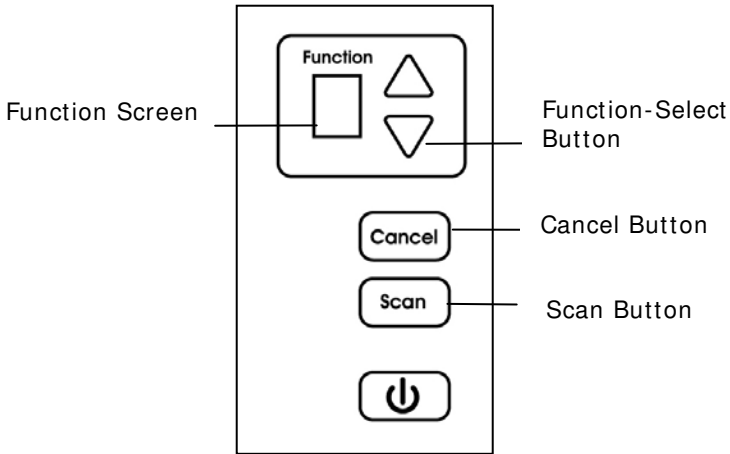 Function
Function Screen
Function-Select
Button
Cancel
Cancel Button
Scan
Scan Button